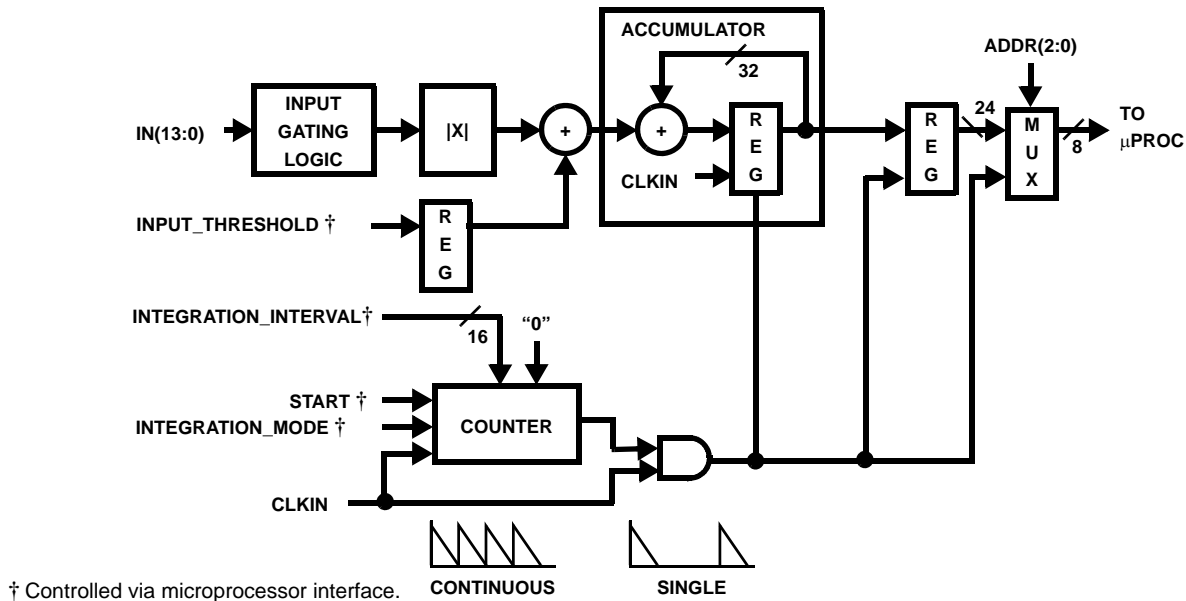 ACCUMULATOR
32
ADDR(2:0)
IN(13:0)
INPUT
GATING
LOGIC
|X|
+
+
R
E
G
CLKIN
R
E
G
24
M
U
X
8
TO
μPROC
INPUT_THRESHOLD †
R
E
G
INTEGRATION_INTERVAL†
16
“0”
START †
INTEGRATION_MODE †
COUNTER
CLKIN
CONTINUOUS
SINGLE
† Controlled via microprocessor interface.